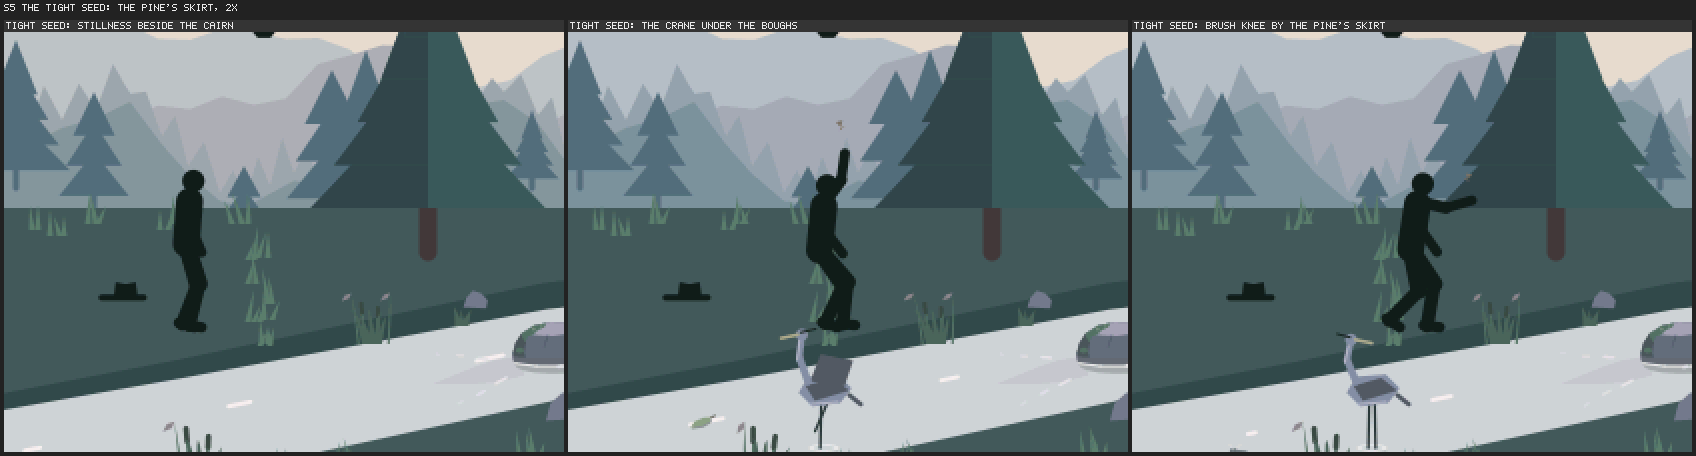 S5 THE TIGHT SEED: THE PINE'S SKIRT, 2X
TIGHT SEED: STILLNESS BESIDE THE CAIRN
TIGHT SEED: THE CRANE UNDER THE BOUGHS
TIGHT SEED: BRUSH KNEE BY THE PINE'S SKIRT